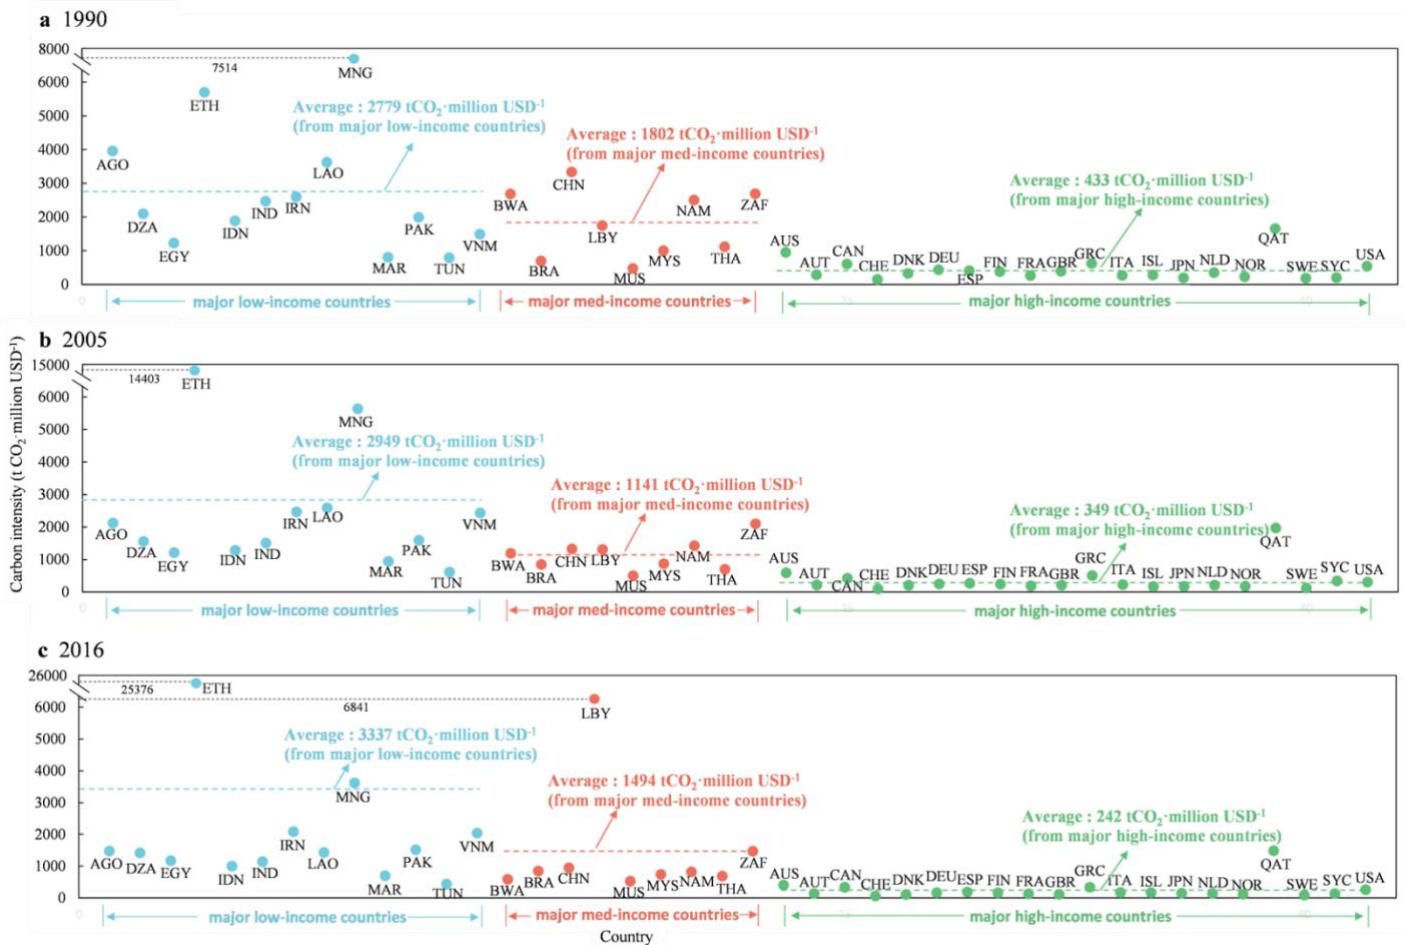 a 1990
8000
7514
MNG
6000
ETH
Average : 2779 tCO2·million USD-1
(from major low-income countries)
5000
Average : 1802 tCO2·million USD-1
(from major med-income countries)
4000
AGO
LAO
CHN
Average : 433 tCO2·million USD-1
(from major high-income countries)
3000
DZA
EGY
IDN
IND
IRN
MAR
PAK
TUN
VNM
BWA
BRA
LBY
MUS
MYS
NAM
THA
ZAF
2000
1000
0
AUS
AUT
CAN
CHE
DNK
DEU
ESP
FIN
FRA
GBR
GRC
ITA
ISL
JPN
NLD
NOR
QAT
SWE
SYC
USA
0
major low-income countries
major med-income countries
major high-income countries
Carbon intensity (t CO2·million USD-1)
b 2005
15000
14403
ETH
6000
MNG
5000
Average : 2949 tCO2·million USD-1
(from major low-income countries)
4000
Average : 1141 tCO2·million USD-1
(from major med-income countries)
Average : 349 tCO2·million USD-1
(from major high-income countries)
3000
2000
1000
0
AGO
DZA
EGY
IDN
IND
IRN
LAO
MAR
PAK
TUN
VNM
BWA
BRA
CHN
LBY
MUS
MYS
NAM
THA
ZAF
AUS
AUT
CAN
CHE
DNK
DEU
ESP
FIN
FRA
GBR
GRC
ITA
ISL
JPN
NLD
NOR
QAT
SWE
SYC
USA
0
major low-income countries
major med-income countries
major high-income countries
c 2016
26000
25376
ETH
6841
LBY
6000
5000
Average : 3337 tCO2·million USD-1
(from major low-income countries)
4000
MNG
Average : 1494 tCO2·million USD-1
(from major med-income countries)
3000
Average : 242 tCO2·million USD-1
(from major high-income countries)
2000
1000
0
AGO
DZA
EGY
IDN
IND
IRN
LAO
MAR
PAK
TUN
VNM
BWA
BRA
CHN
MUS
MYS
NAM
THA
ZAF
AUS
AUT
CAN
CHE
DNK
DEU
ESP
FIN
FRA
GBR
GRC
ITA
ISL
JPN
NLD
NOR
QAT
SWE
SYC
USA
0
major low-income countries
major med-income countries
major high-income countries
Country